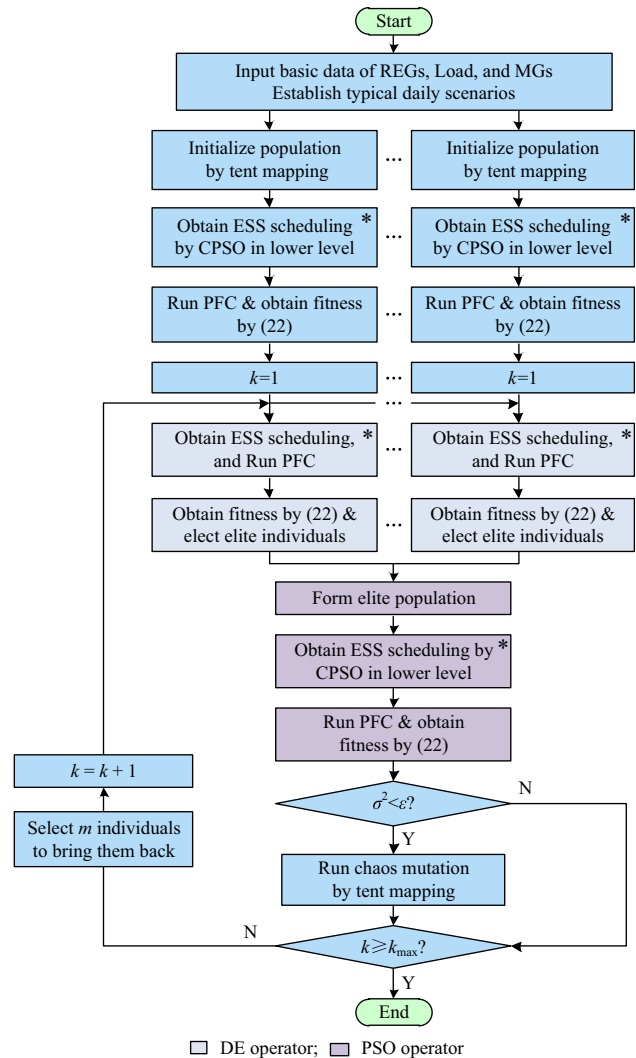 Start
Input basic data of REGs, Load, and MGs
Establish typical daily scenarios
Initialize population
by tent mapping
...
Initialize population
by tent mapping
Obtain ESS scheduling *
by CPSO in lower level
...
Obtain ESS scheduling *
by CPSO in lower level
Run PFC & obtain fitness
by (22)
...
Run PFC & obtain fitness
by (22)
k=1
...
k=1
...
Obtain ESS scheduling, *
and Run PFC
...
Obtain ESS scheduling, *
and Run PFC
Obtain fitness by (22) &
elect elite individuals
...
Obtain fitness by (22) &
elect elite individuals
Form elite population
Obtain ESS scheduling by *
CPSO in lower level
Run PFC & obtain
fitness by (22)
k = k + 1
σ²<ε?
N
Y
Select m individuals
to bring them back
Run chaos mutation
by tent mapping
N
k≥kmax?
Y
End
DE operator; PSO operator